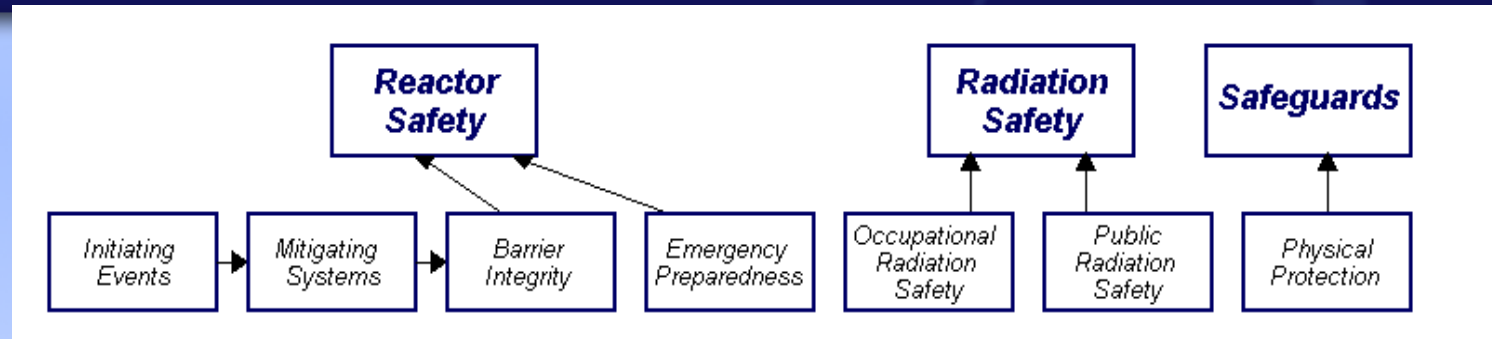 Reactor
Safety
Radiation
Safety
Safeguards
Initiating
Events
Mitigating
Systems
Barrier
Integrity
Emergency
Preparedness
Occupational
Radiation
Safety
Public
Radiation
Safety
Physical
Protection